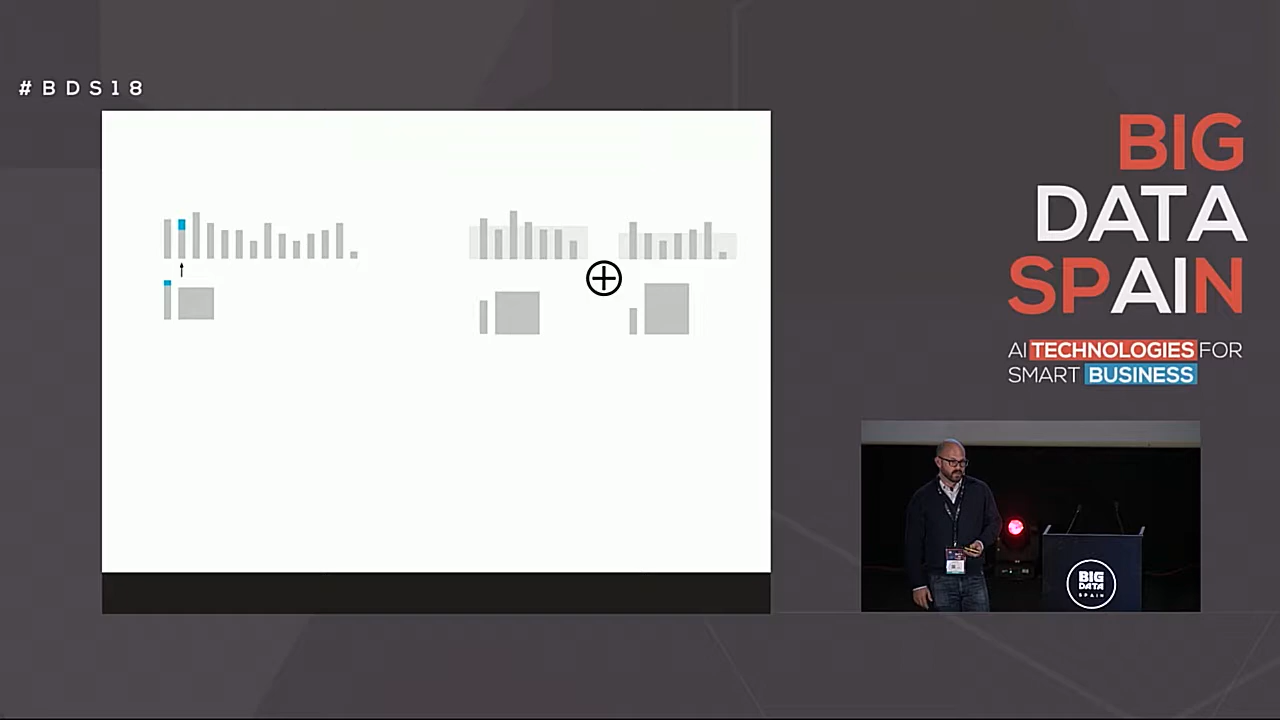 #BDS18
BIG
DATA
SPAIN
AI TECHNOLOGIES FOR
SMART BUSINESS
BIG
DATA
SPAIN